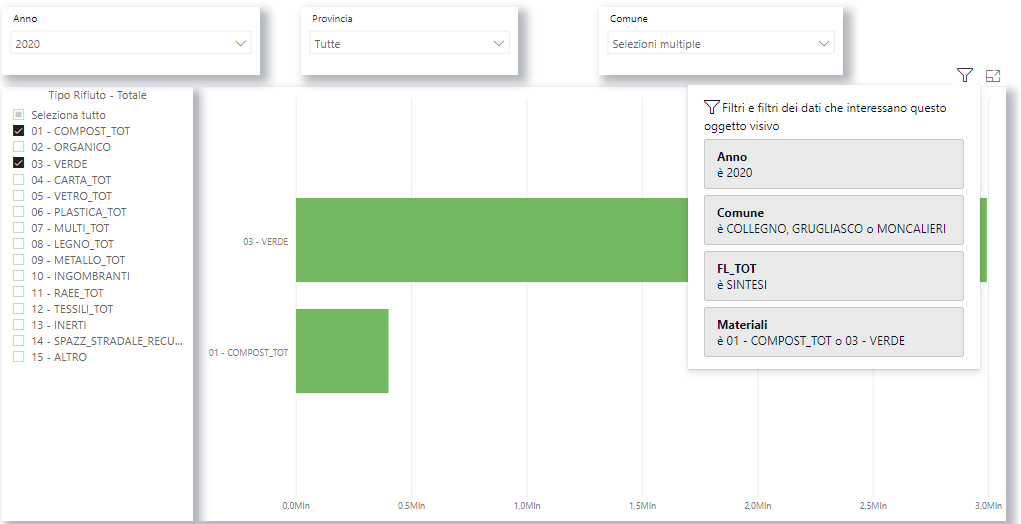 Anno
2020
Provincia
Tutte
Comune
Selezioni multiple
Tipo Rifiuto - Totale
Seleziona tutto
01 - COMPOST_TOT
02 - ORGANICO
03 - VERDE
04 - CARTA_TOT
05 - VETRO_TOT
06 - PLASTICA_TOT
07 - MULTI_TOT
08 - LEGNO_TOT
09 - METALLO_TOT
10 - INGOMBRANTI
11 - RAEE_TOT
12 - TESSILI_TOT
13 - INERTI
14 - SPAZZ_STRADALE_RECU...
15 - ALTRO
03 - VERDE
01 - COMPOST_TOT
0,0Mln
0,5Mln
1,0Mln
1,5Mln
2,0Mln
2,5Mln
3,0Mln
Filtri e filtri dei dati che interessano questo
oggetto visivo
Anno
è 2020
Comune
è COLLEGNO, GRUGLIASCO o MONCALIERI
FL_TOT
è SINTESI
Materiali
è 01 - COMPOST_TOT o 03 - VERDE